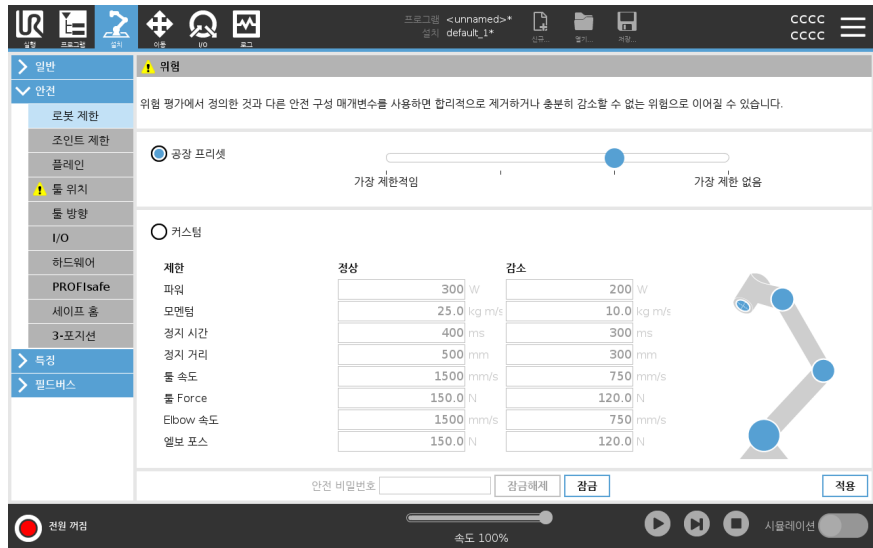 UR
프로그램 <unnamed>*
설치 default_1*
실행 프로그램 설치 이동 I/O 로그
신규... 열기... 저장...
cccc
cccc
일반
안전
로봇 제한
조인트 제한
플레인
툴 위치
툴 방향
I/O
하드웨어
PROFIsafe
세이프 홈
3-포지션
특징
필드버스
위험
위험 평가에서 정의한 것과 다른 안전 구성 매개변수를 사용하면 합리적으로 제거하거나 충분히 감소할 수 없는 위험으로 이어질 수 있습니다.
공장 프리셋
가장 제한적임 가장 제한 없음
커스텀
제한 정상 감소
파워 300 W 200 W
모멘텀 25.0 kg m/s 10.0 kg m/s
정지 시간 400 ms 300 ms
정지 거리 500 mm 300 mm
툴 속도 1500 mm/s 750 mm/s
툴 Force 150.0 N 120.0 N
Elbow 속도 1500 mm/s 750 mm/s
엘보 포스 150.0 N 120.0 N
안전 비밀번호 잠금해제 잠금 적용
전원 꺼짐
속도 100%
시뮬레이션